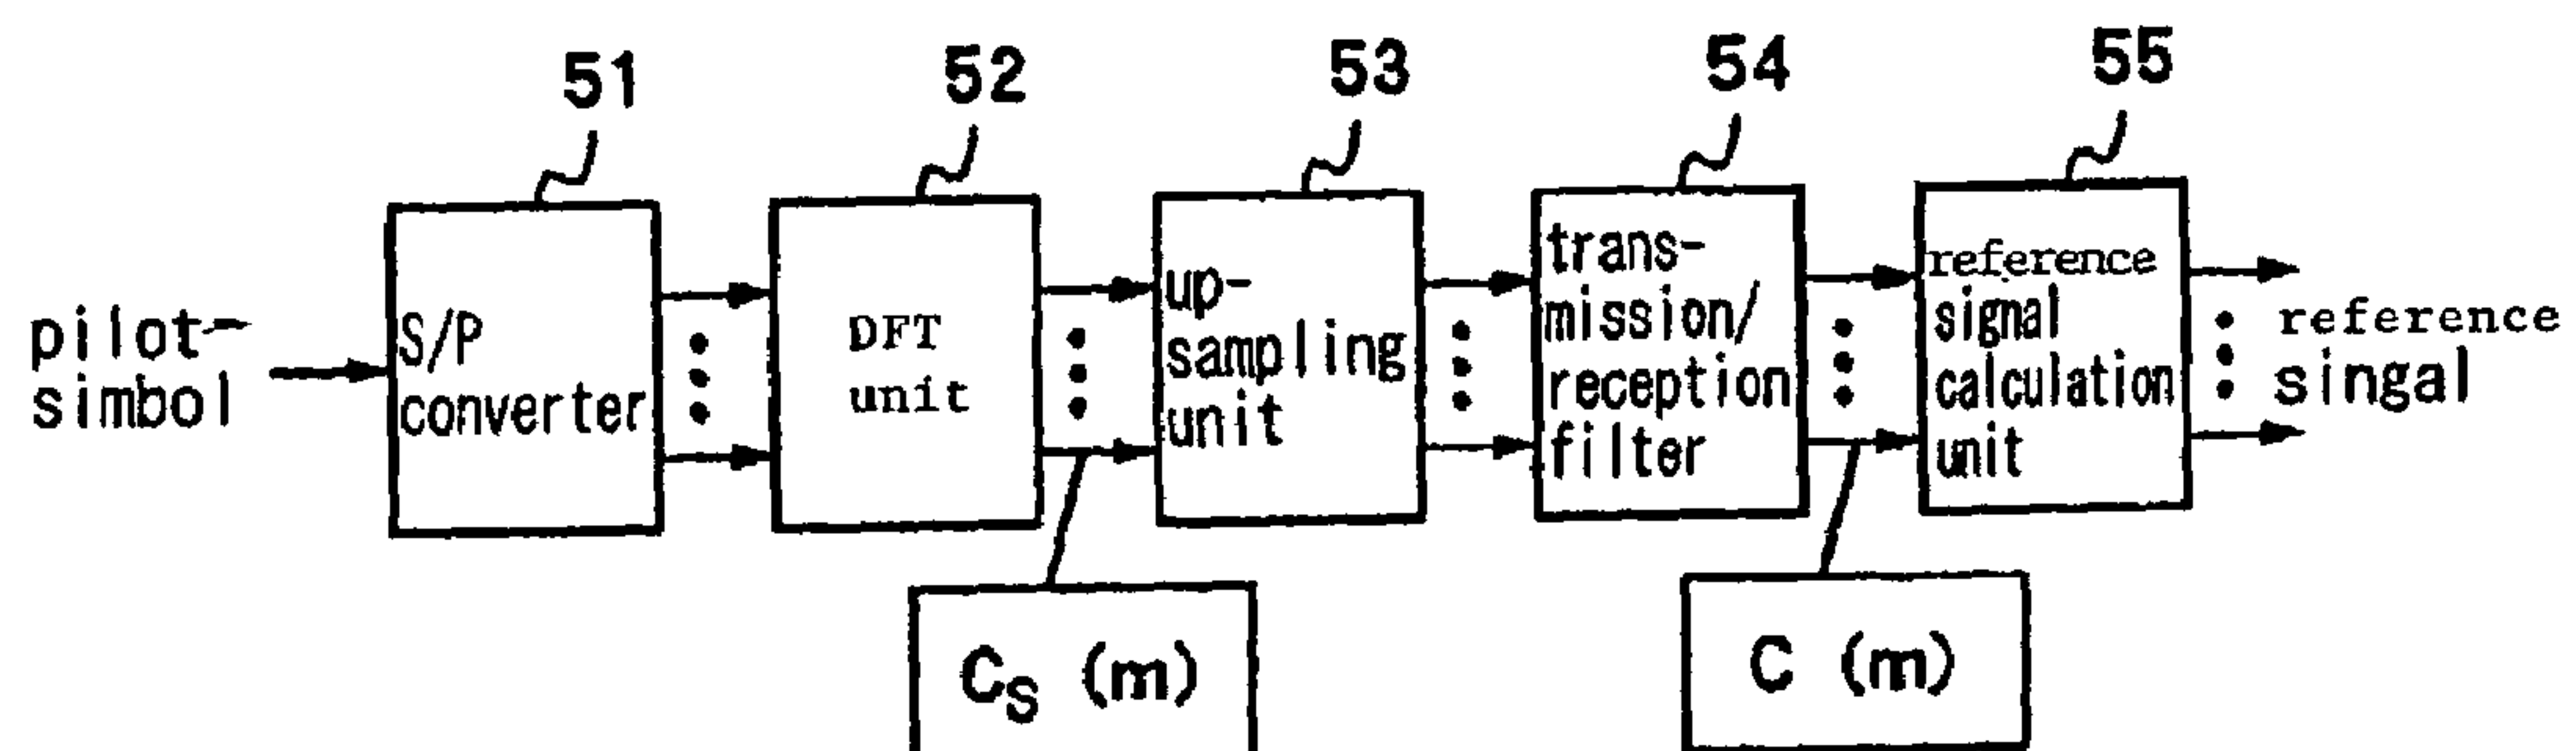 51
52
53
54
55
pilot-
simbol
S/P
converter
DFT
unit
up-
sampling
unit
trans-
mission/
reception
filter
reference
signal
calculation
unit
reference
singal
CS (m)
C (m)